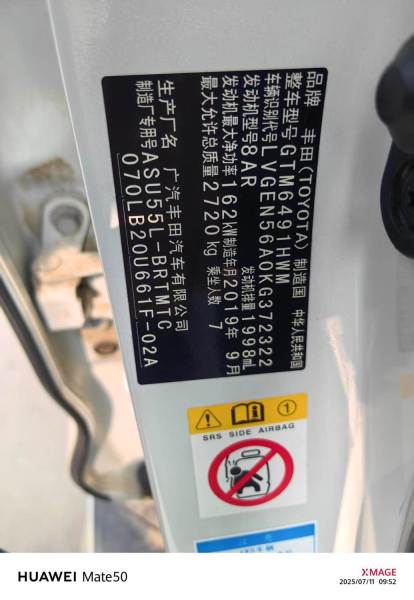 品牌 丰田(TOYOTA) 制造国 中华人民共和国
整车型号 GTM6491HWM
车辆识别代号 LVGEN56A0KG372322
发动机型号 8AR 发动机排量 1998mL
发动机最大净功率 162kW 制造年月 2019年 9月
最大允许总质量 2720kg 乘坐人数 7
生产厂名 广汽丰田汽车有限公司
制造厂专用号 ASU55L-BRTMTC
070LB20U661F-02A
1
SRS SIDE AIRBAG
HUAWEI Mate50
XMAGE
2025/07/11 09:52